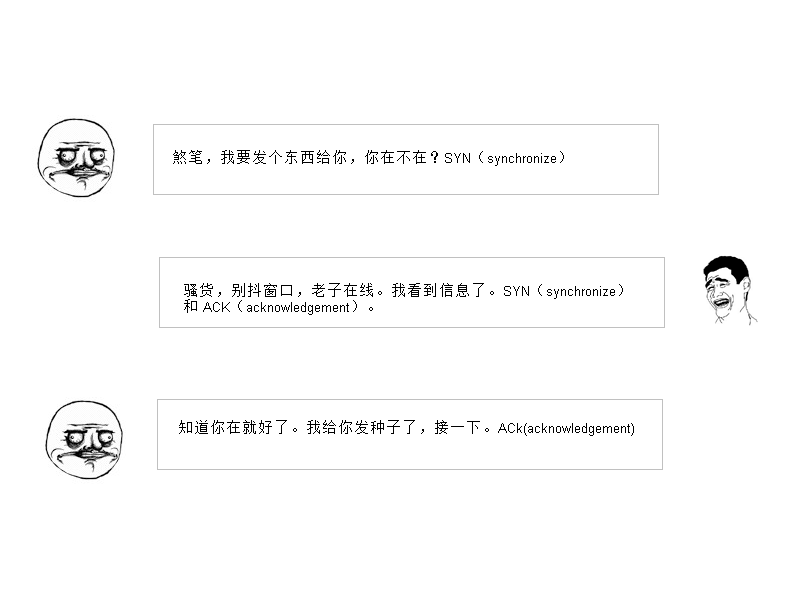 煞笔，我要发个东西给你，你在不在？SYN（synchronize）
骚货，别抖窗口，老子在线。我看到信息了。SYN（synchronize）
和 ACK（acknowledgement）。
知道你在就好了。我给你发种子了，接一下。ACk(acknowledgement)